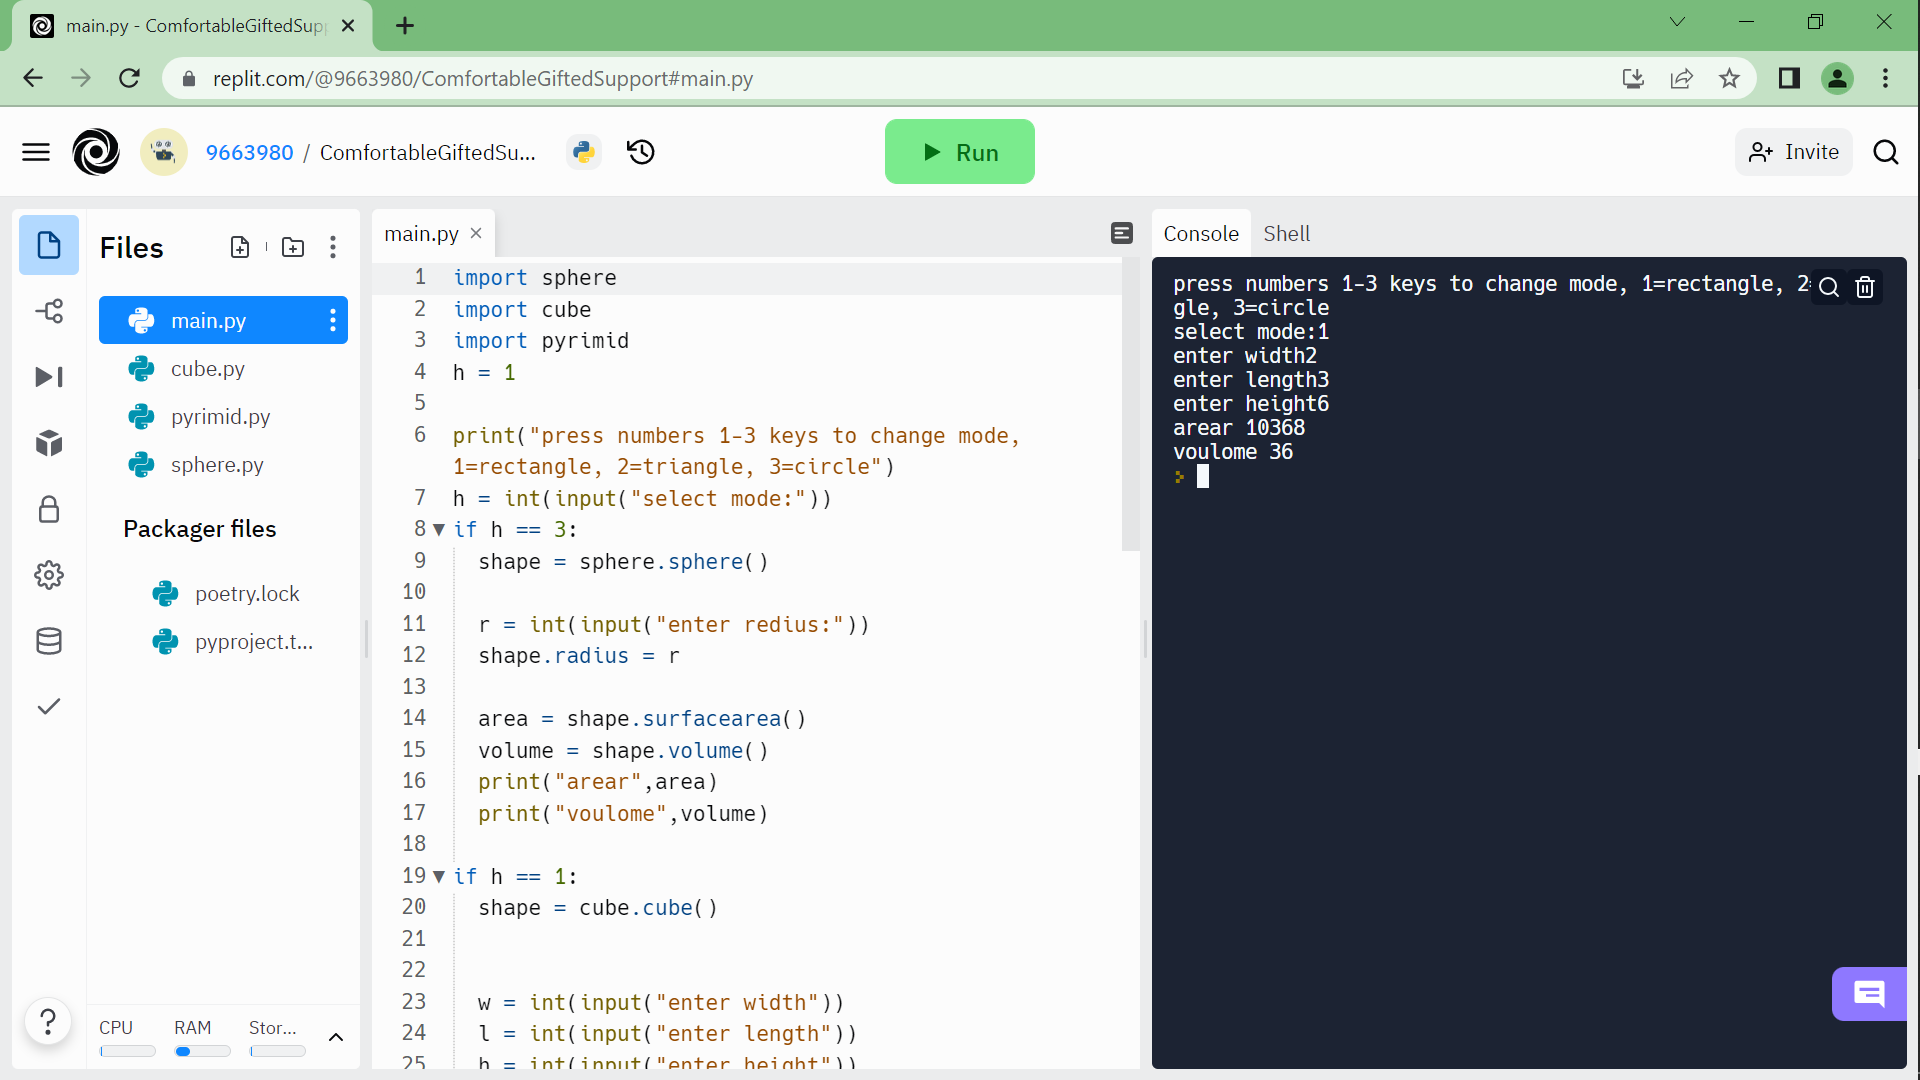 main.py - ComfortableGiftedSupp
replit.com/@9663980/ComfortableGiftedSupport#main.py
9663980 / ComfortableGiftedSu...
Run
Invite
Files
main.py
cube.py
pyrimid.py
sphere.py
Packager files
poetry.lock
pyproject.t...
CPU RAM Stor...
main.py
1 import sphere
2 import cube
3 import pyrimid
4 h = 1
5
6 print("press numbers 1-3 keys to change mode,
1=rectangle, 2=triangle, 3=circle")
7 h = int(input("select mode:"))
8 if h == 3:
9 shape = sphere.sphere()
10
11 r = int(input("enter redius:"))
12 shape.radius = r
13
14 area = shape.surfacearea()
15 volume = shape.volume()
16 print("arear",area)
17 print("voulome",volume)
18
19 if h == 1:
20 shape = cube.cube()
21
22
23 w = int(input("enter width"))
24 l = int(input("enter length"))
25 h = int(input("enter height"))
Console Shell
press numbers 1-3 keys to change mode, 1=rectangle, 2=
gle, 3=circle
select mode:1
enter width2
enter length3
enter height6
arear 10368
voulome 36
>